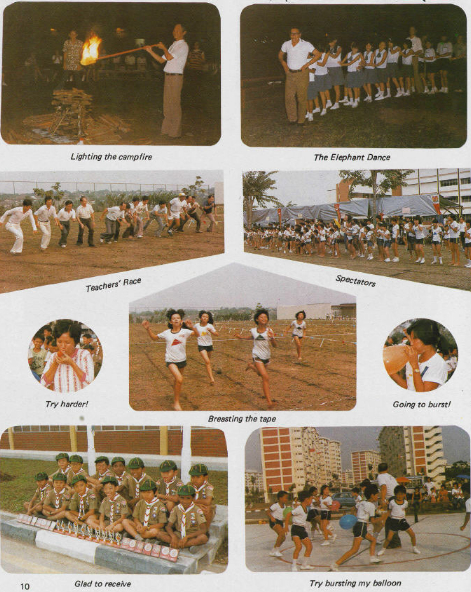 Lighting the campfire
The Elephant Dance
Teachers' Race
Spectators
Try harder!
Breasting the tape
Going to burst!
Glad to receive
Try bursting my balloon
10